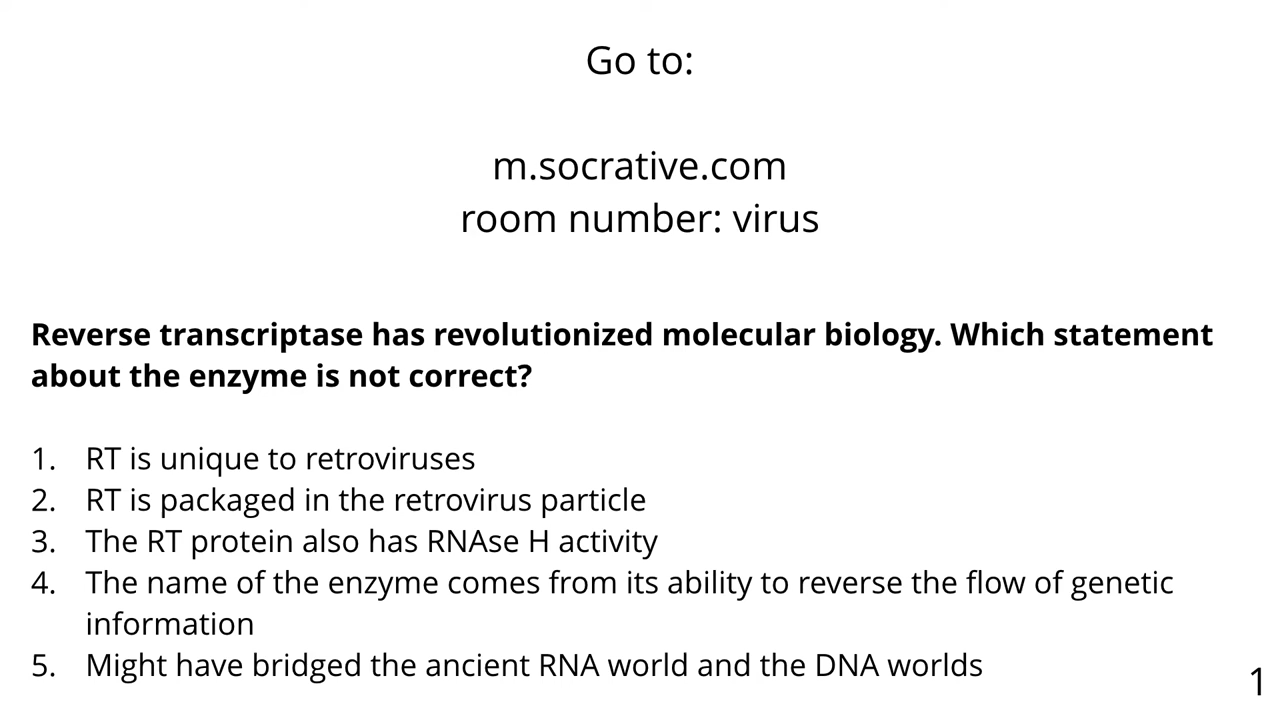 Go to:
m.socrative.com
room number: virus
Reverse transcriptase has revolutionized molecular biology. Which statement
about the enzyme is not correct?
1. RT is unique to retroviruses
2. RT is packaged in the retrovirus particle
3. The RT protein also has RNAse H activity
4. The name of the enzyme comes from its ability to reverse the flow of genetic
information
5. Might have bridged the ancient RNA world and the DNA worlds
1